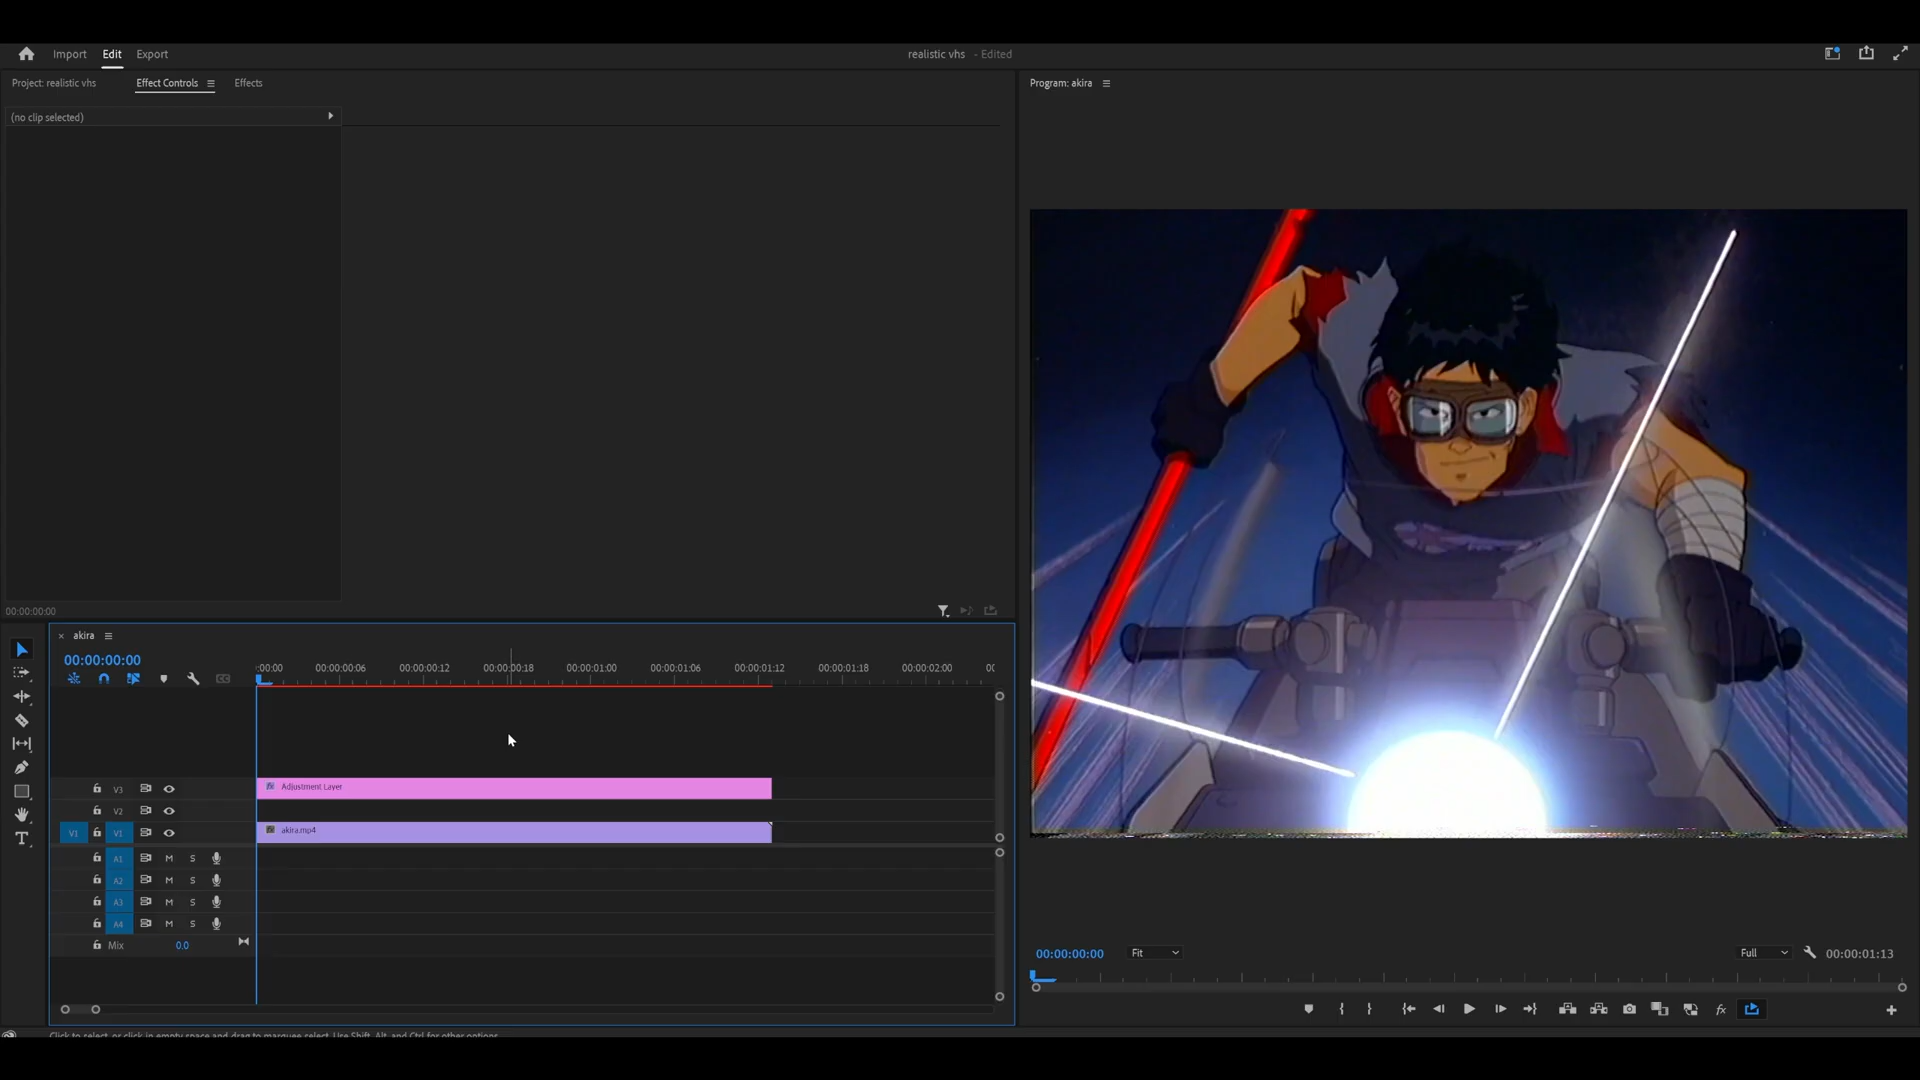 Import Edit Export
realistic vhs - Edited
Project: realistic vhs Effect Controls Effects
Program: akira
(no clip selected)
00:00:00:00
akira
00:00:00:00
:00:00 00:00:00:06 00:00:00:12 00:00:00:18 00:00:01:00 00:00:01:06 00:00:01:12 00:00:01:18 00:00:02:00 00
V3 Adjustment Layer
V2
V1 V1 akira.mp4
A1 M S
A2 M S
A3 M S
A4 M S
Mix 0.0
00:00:00:00 Fit Full 00:00:01:13
fx
Click to select, or click in empty space and drag to marquee select. Use Shift, Alt, and Ctrl for other options.